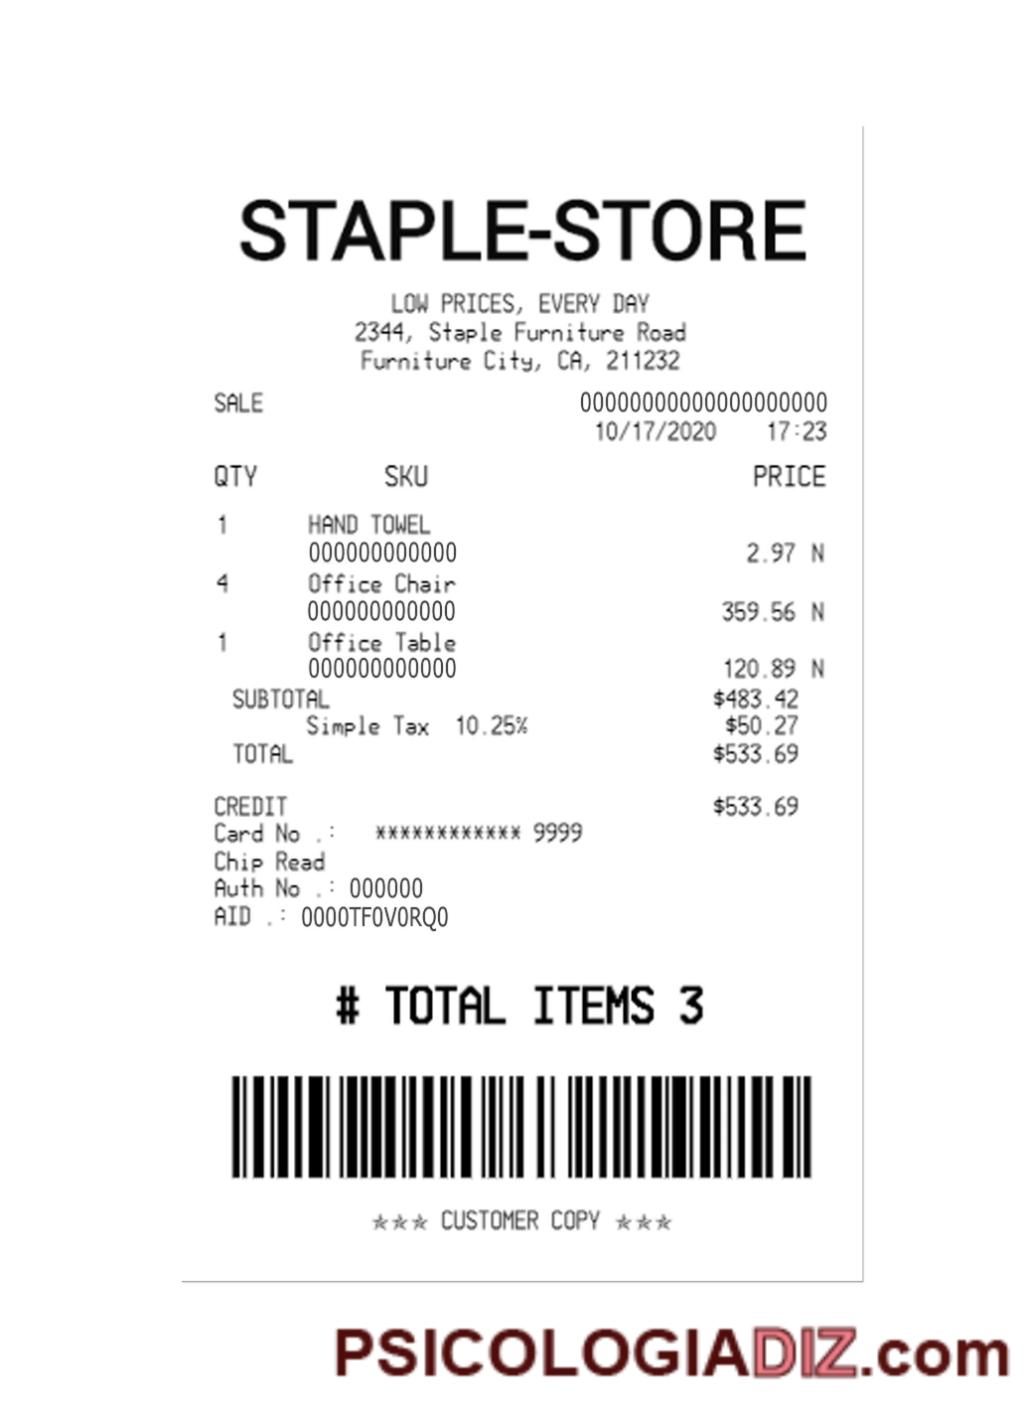 STAPLE-STORE
LOW PRICES, EVERY DAY
2344, Staple Furniture Road
Furniture City, CA, 211232
SALE 00000000000000000000
10/17/2020 17:23
QTY SKU PRICE
1 HAND TOWEL
000000000000 2.97 N
4 Office Chair
000000000000 359.56 N
1 Office Table
000000000000 120.89 N
SUBTOTAL $483.42
Simple Tax 10.25% $50.27
TOTAL $533.69
CREDIT $533.69
Card No .: ************ 9999
Chip Read
Auth No .: 000000
AID .: 0000TF0V0RQ0
# TOTAL ITEMS 3
*** CUSTOMER COPY ***
PSICOLOGIADIZ.com